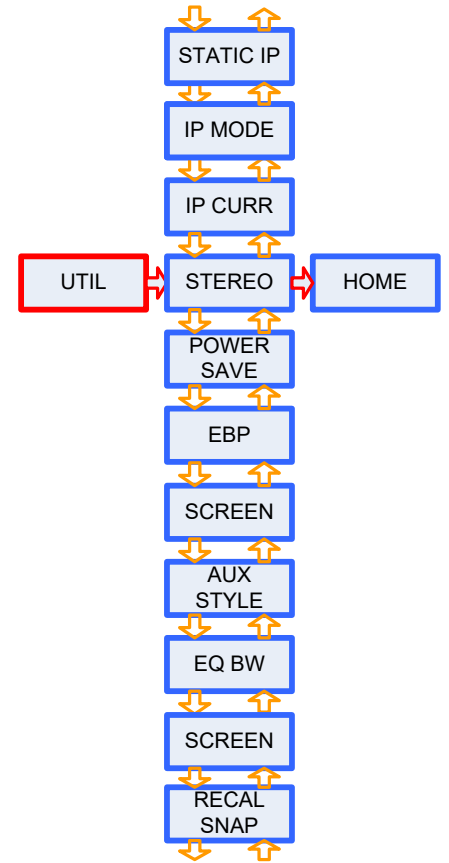 STATIC IP
IP MODE
IP CURR
UTIL
STEREO
HOME
POWER
SAVE
EBP
SCREEN
AUX
STYLE
EQ BW
SCREEN
RECAL
SNAP